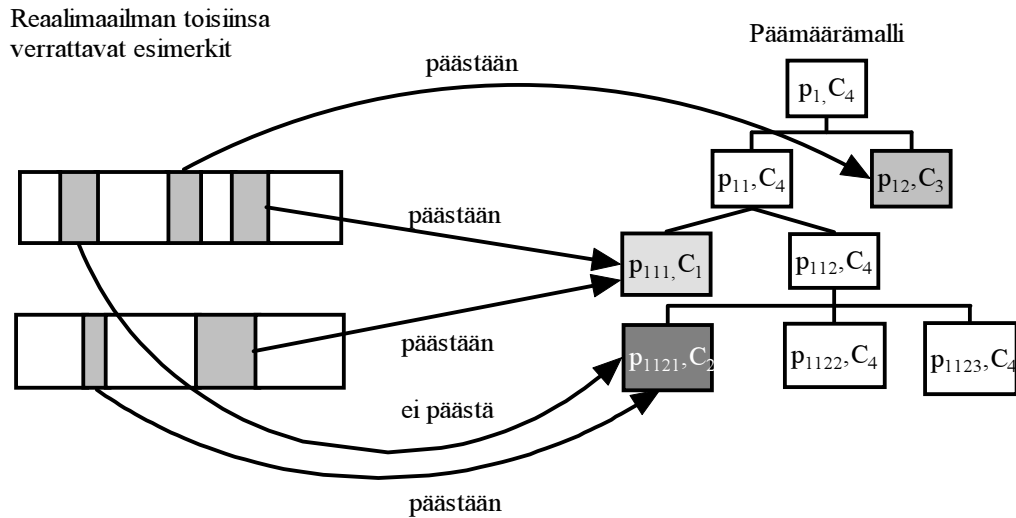 Reaalimaailman toisiinsa
verrattavat esimerkit
Päämäärämalli
päästään
p1, C4
p11, C4
p12, C3
päästään
p111, C1
p112, C4
päästään
p1121, C2
p1122, C4
p1123, C4
ei päästä
päästään